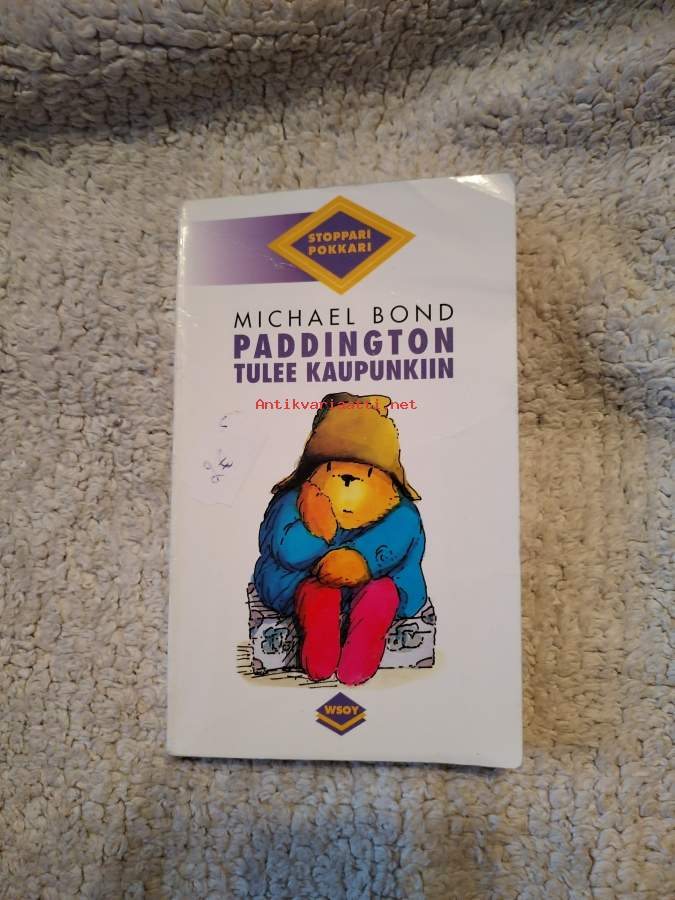 STOPPARI
POKKARI
MICHAEL BOND
PADDINGTON
TULEE KAUPUNKIIN
Antikvariaatti.net
WSOY